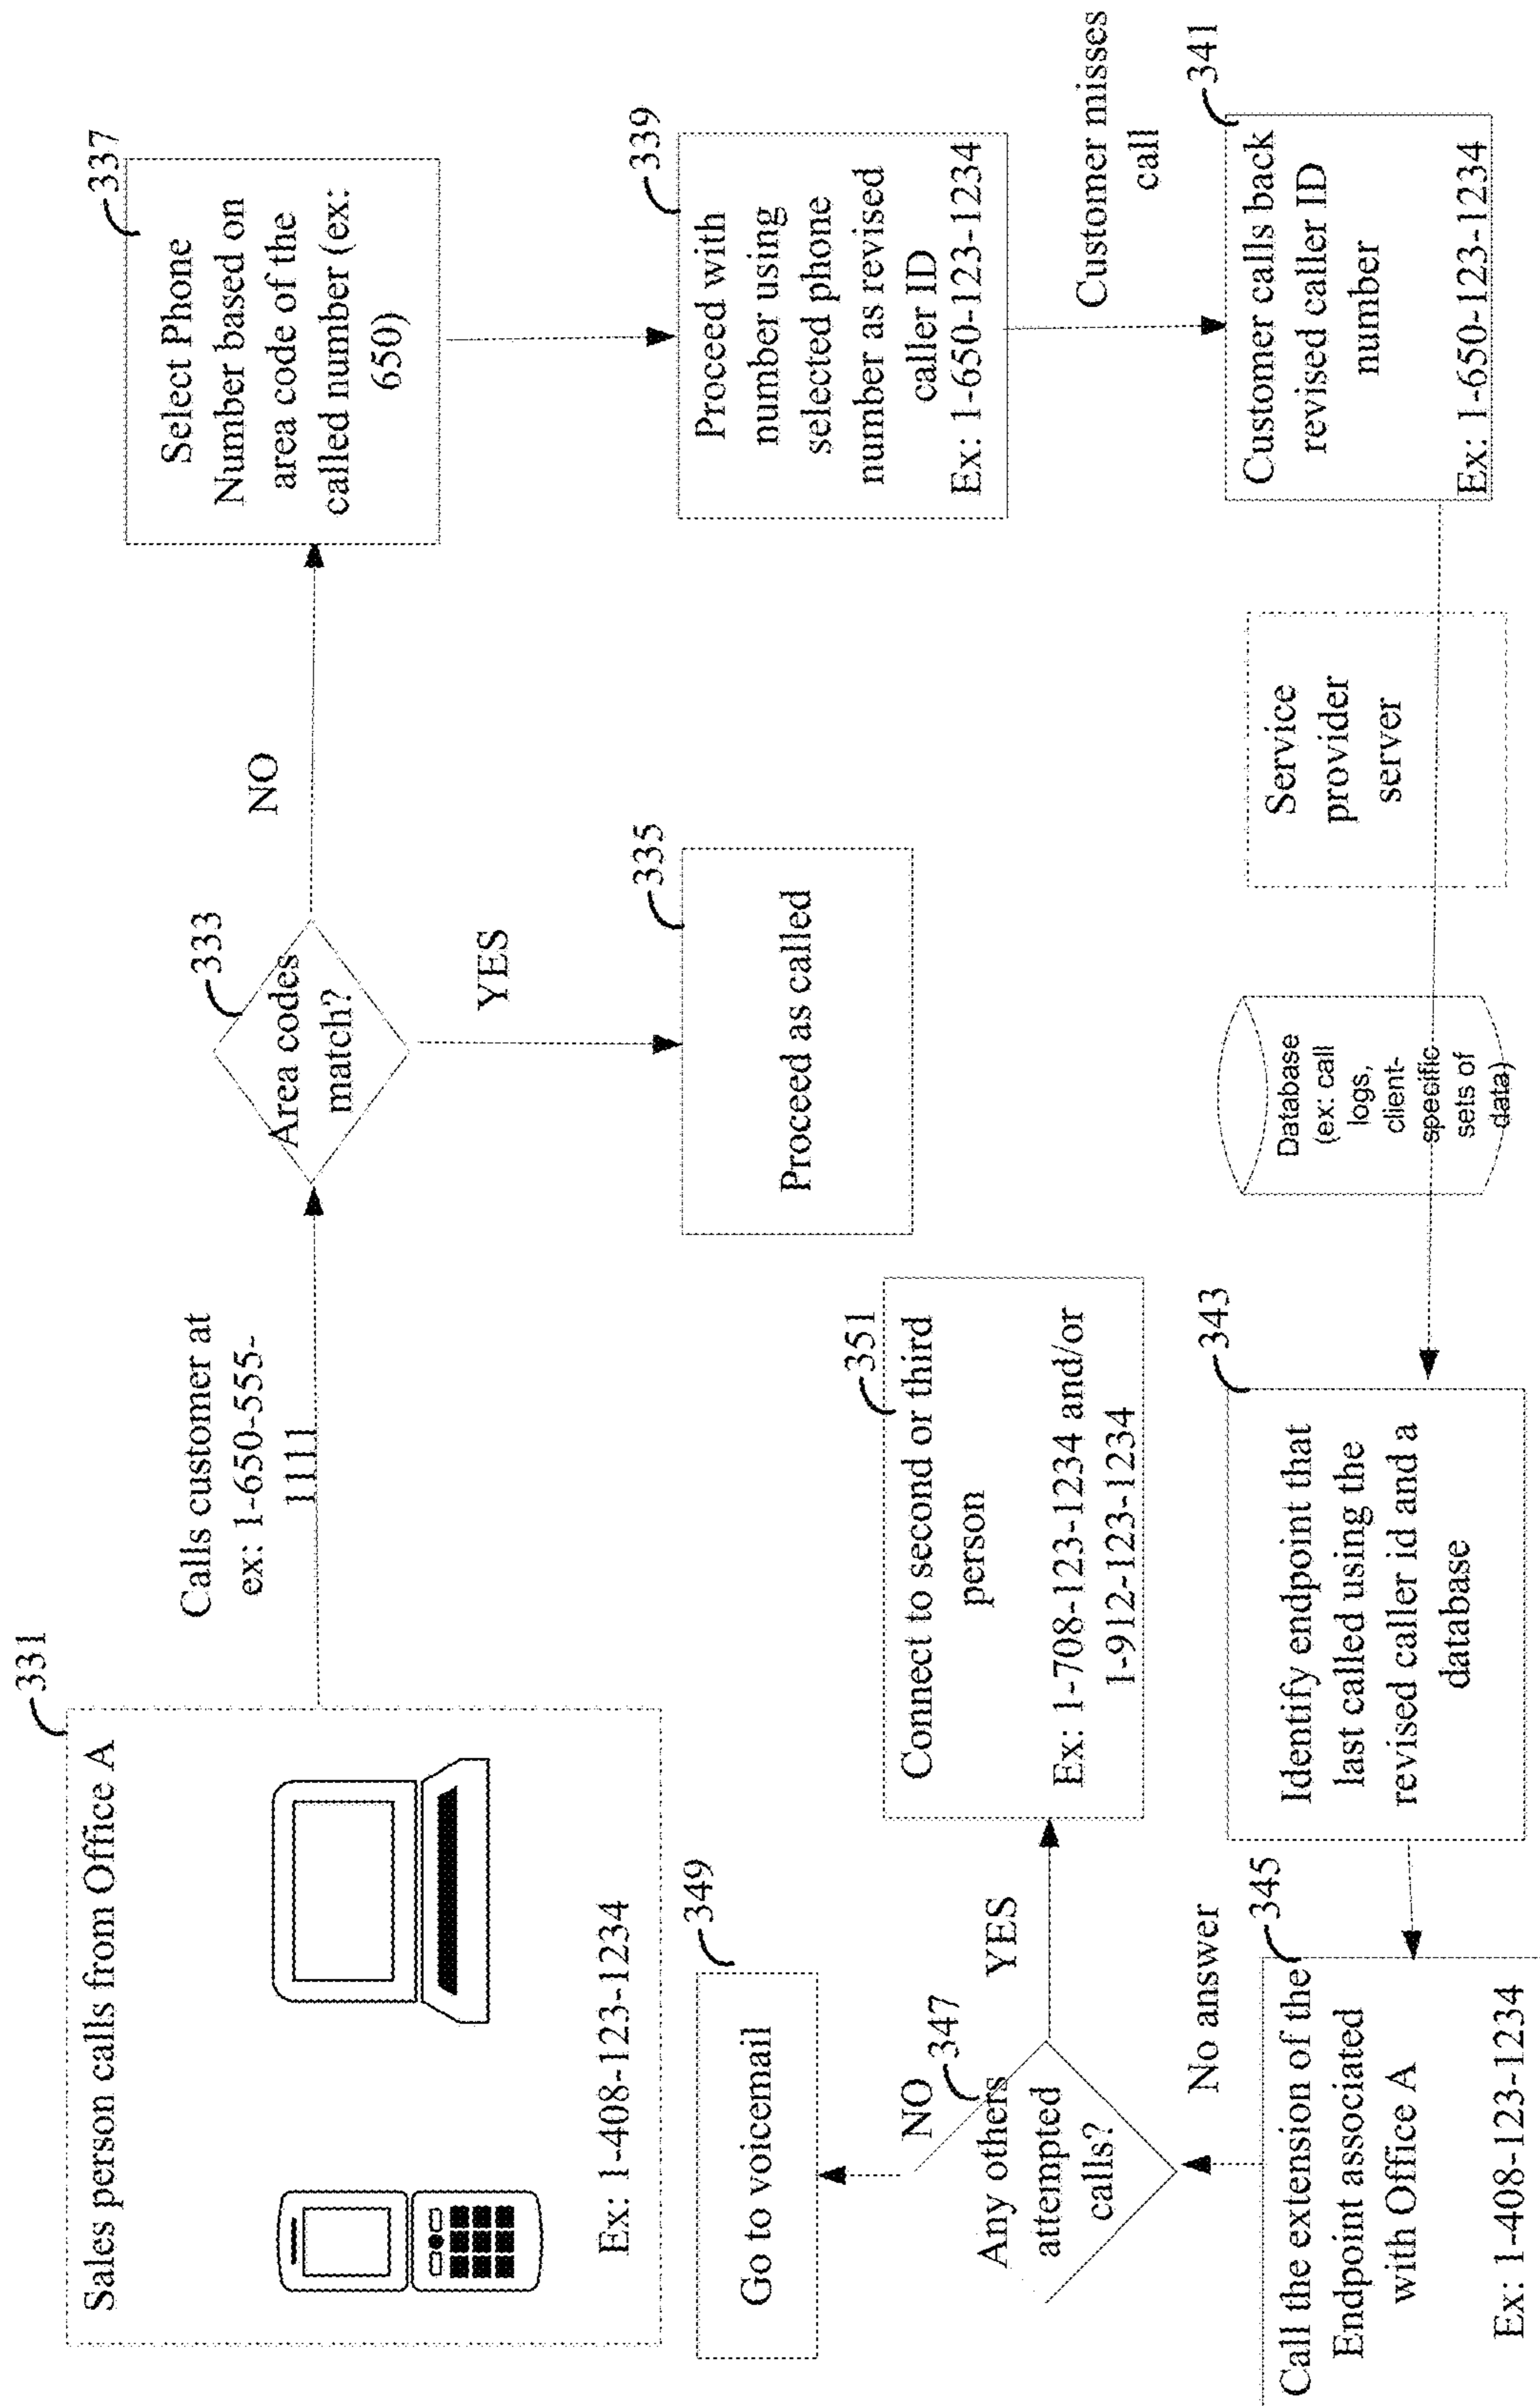 331
Sales person calls from Office A
Ex: 1-408-123-1234
Calls customer at
ex: 1-650-555-
1111
333
Area codes
match?
NO
YES
335
Proceed as called
337
Select Phone
Number based on
area code of the
called number (ex:
650)
339
Proceed with
number using
selected phone
number as revised
caller ID
Ex: 1-650-123-1234
Customer misses
call
341
Customer calls back
revised caller ID
number
Ex: 1-650-123-1234
Service
provider
server
Database
(ex: call
logs,
client-
specific
sets of
data)
343
Identify endpoint that
last called using the
revised caller id and a
database
345
Call the extension of the
Endpoint associated
with Office A
Ex: 1-408-123-1234
No answer
347
Any others
attempted
calls?
NO
YES
349
Go to voicemail
351
Connect to second or third
person
Ex: 1-708-123-1234 and/or
1-912-123-1234